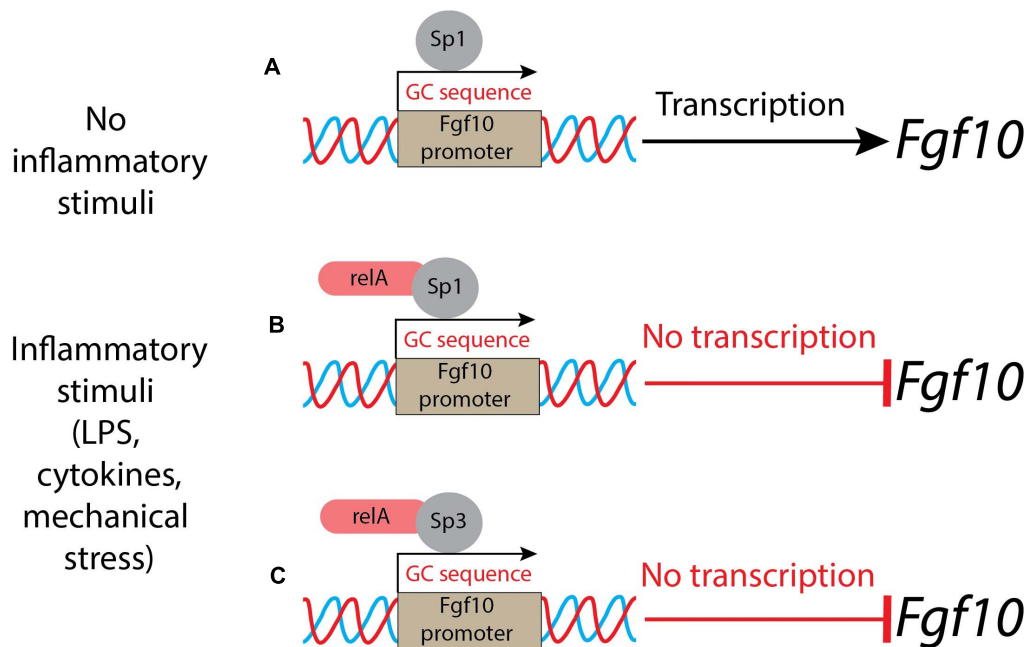 No
inflammatory
stimuli
A
Sp1
GC sequence
Fgf10
promoter
Transcription
Fgf10
Inflammatory
stimuli
(LPS,
cytokines,
mechanical
stress)
B
relA
Sp1
GC sequence
Fgf10
promoter
No transcription
Fgf10
C
relA
Sp3
GC sequence
Fgf10
promoter
No transcription
Fgf10